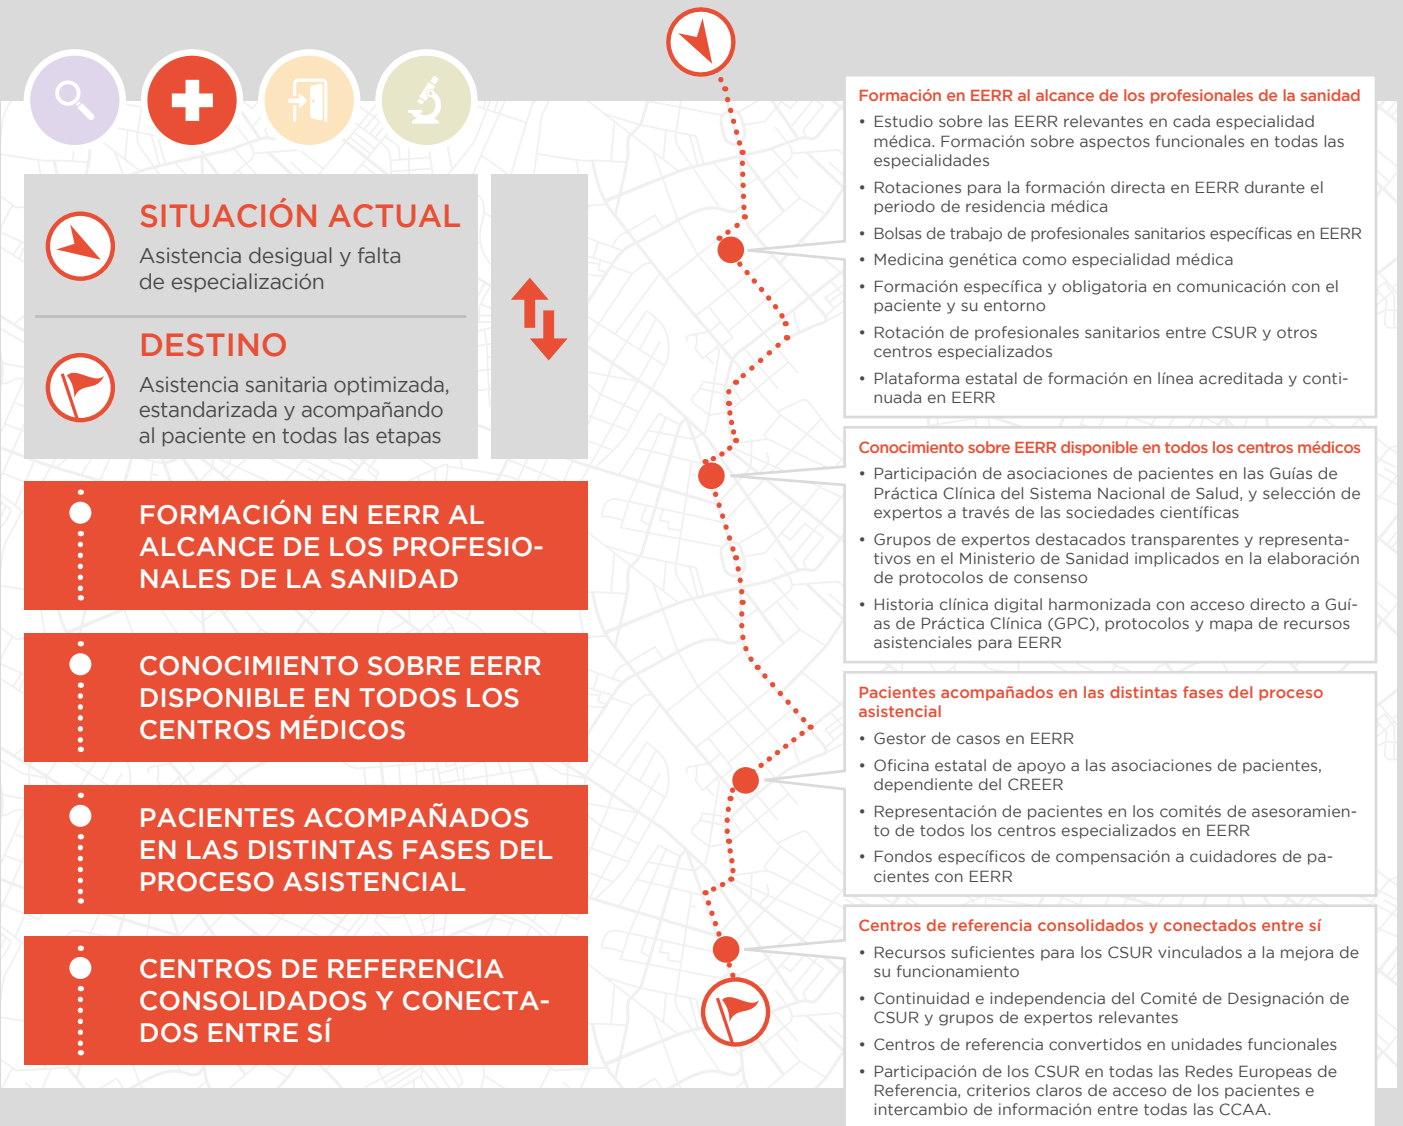 SITUACIÓN ACTUAL
Asistencia desigual y falta
de especialización
DESTINO
Asistencia sanitaria optimizada,
estandarizada y acompañando
al paciente en todas las etapas
FORMACIÓN EN EERR AL
ALCANCE DE LOS PROFESIO-
NALES DE LA SANIDAD
CONOCIMIENTO SOBRE EERR
DISPONIBLE EN TODOS LOS
CENTROS MÉDICOS
PACIENTES ACOMPAÑADOS
EN LAS DISTINTAS FASES DEL
PROCESO ASISTENCIAL
CENTROS DE REFERENCIA
CONSOLIDADOS Y CONECTA-
DOS ENTRE SÍ
Formación en EERR al alcance de los profesionales de la sanidad
• Estudio sobre las EERR relevantes en cada especialidad
médica. Formación sobre aspectos funcionales en todas las
especialidades
• Rotaciones para la formación directa en EERR durante el
periodo de residencia médica
• Bolsas de trabajo de profesionales sanitarios específicas en EERR
• Medicina genética como especialidad médica
• Formación específica y obligatoria en comunicación con el
paciente y su entorno
• Rotación de profesionales sanitarios entre CSUR y otros
centros especializados
• Plataforma estatal de formación en línea acreditada y conti-
nuada en EERR
Conocimiento sobre EERR disponible en todos los centros médicos
• Participación de asociaciones de pacientes en las Guías de
Práctica Clínica del Sistema Nacional de Salud, y selección de
expertos a través de las sociedades científicas
• Grupos de expertos destacados transparentes y representa-
tivos en el Ministerio de Sanidad implicados en la elaboración
de protocolos de consenso
• Historia clínica digital harmonizada con acceso directo a Guí-
as de Práctica Clínica (GPC), protocolos y mapa de recursos
asistenciales para EERR
Pacientes acompañados en las distintas fases del proceso
asistencial
• Gestor de casos en EERR
• Oficina estatal de apoyo a las asociaciones de pacientes,
dependiente del CREER
• Representación de pacientes en los comités de asesoramien-
to de todos los centros especializados en EERR
• Fondos específicos de compensación a cuidadores de pa-
cientes con EERR
Centros de referencia consolidados y conectados entre sí
• Recursos suficientes para los CSUR vinculados a la mejora de
su funcionamiento
• Continuidad e independencia del Comité de Designación de
CSUR y grupos de expertos relevantes
• Centros de referencia convertidos en unidades funcionales
• Participación de los CSUR en todas las Redes Europeas de
Referencia, criterios claros de acceso de los pacientes e
intercambio de información entre todas las CCAA.